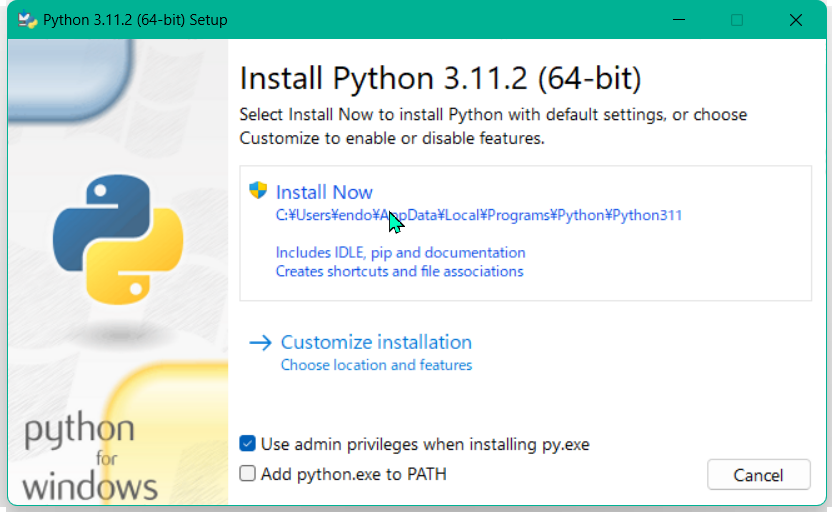 Python 3.11.2 (64-bit) Setup
Install Python 3.11.2 (64-bit)
Select Install Now to install Python with default settings, or choose
Customize to enable or disable features.
Install Now
C:¥Users¥endo¥AppData¥Local¥Programs¥Python¥Python311
Includes IDLE, pip and documentation
Creates shortcuts and file associations
Customize installation
Choose location and features
Use admin privileges when installing py.exe
Add python.exe to PATH
Cancel
python
for
windows